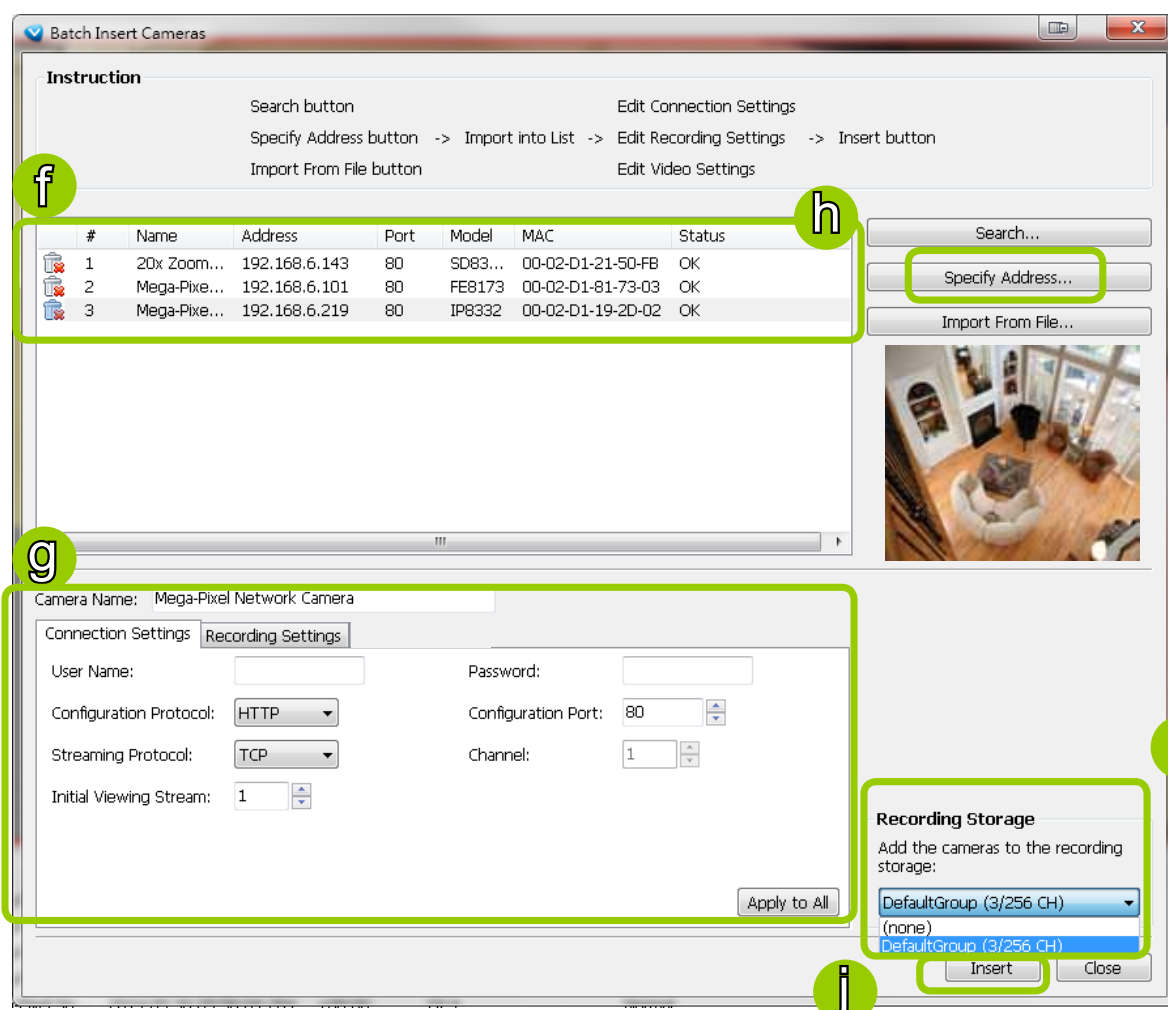 Batch Insert Cameras
Instruction
Search button Edit Connection Settings
Specify Address button -> Import into List -> Edit Recording Settings -> Insert button
Import From File button Edit Video Settings
f
h
# Name Address Port Model MAC Status
1 20x Zoom... 192.168.6.143 80 SD83... 00-02-D1-21-50-FB OK
2 Mega-Pixe... 192.168.6.101 80 FE8173 00-02-D1-81-73-03 OK
3 Mega-Pixe... 192.168.6.219 80 IP8332 00-02-D1-19-2D-02 OK
Search...
Specify Address...
Import From File...
g
Camera Name: Mega-Pixel Network Camera
Connection Settings Recording Settings
User Name: Password:
Configuration Protocol: HTTP Configuration Port: 80
Streaming Protocol: TCP Channel: 1
Initial Viewing Stream: 1
Apply to All
Recording Storage
Add the cameras to the recording
storage:
DefaultGroup (3/256 CH)
(none)
DefaultGroup (3/256 CH)
Insert Close